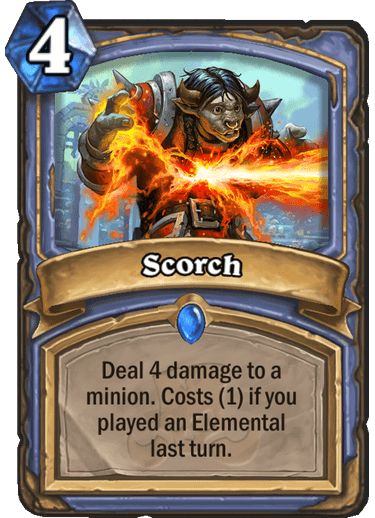 4
Scorch
Deal 4 damage to a
minion. Costs (1) if you
played an Elemental
last turn.